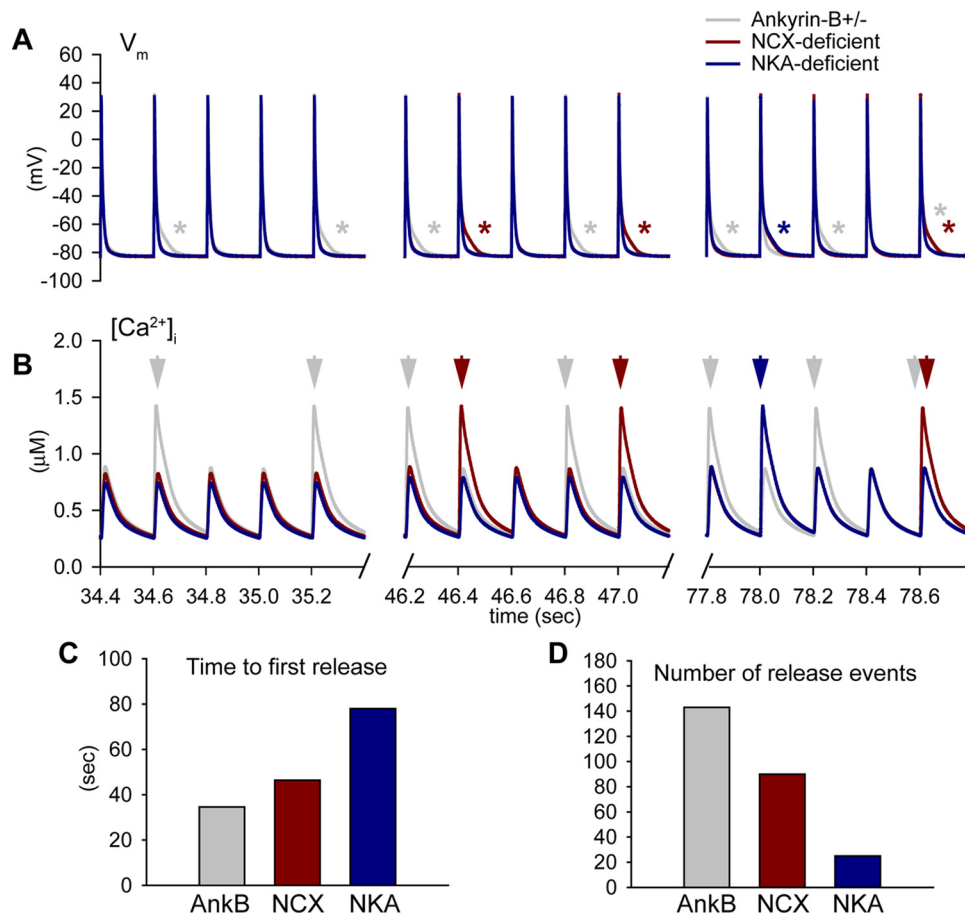 A
V_m
Ankyrin-B+/-
NCX-deficient
NKA-deficient
60
40
20
0
-20
-40
-60
-80
-100
(mV)
* * * * * * * * * * * *
B
[Ca²⁺]ᵢ
2.0
1.5
1.0
0.5
0.0
(μM)
34.4 34.6 34.8 35.0 35.2 46.2 46.4 46.6 46.8 47.0 77.8 78.0 78.2 78.4 78.6
time (sec)
C
Time to first release
100
80
60
40
20
0
(sec)
AnkB NCX NKA
D
Number of release events
180
160
140
120
100
80
60
40
20
0
AnkB NCX NKA